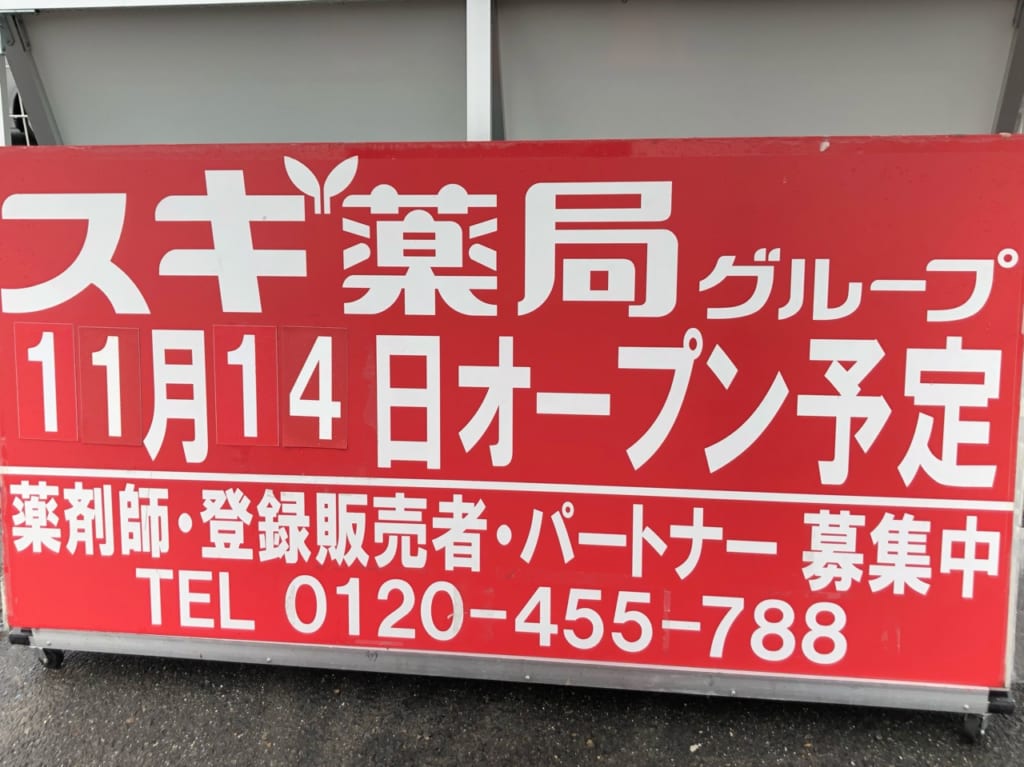 スギ薬局グループ
11月14日オープン予定
薬剤師・登録販売者・パートナー 募集中
TEL 0120-455-788